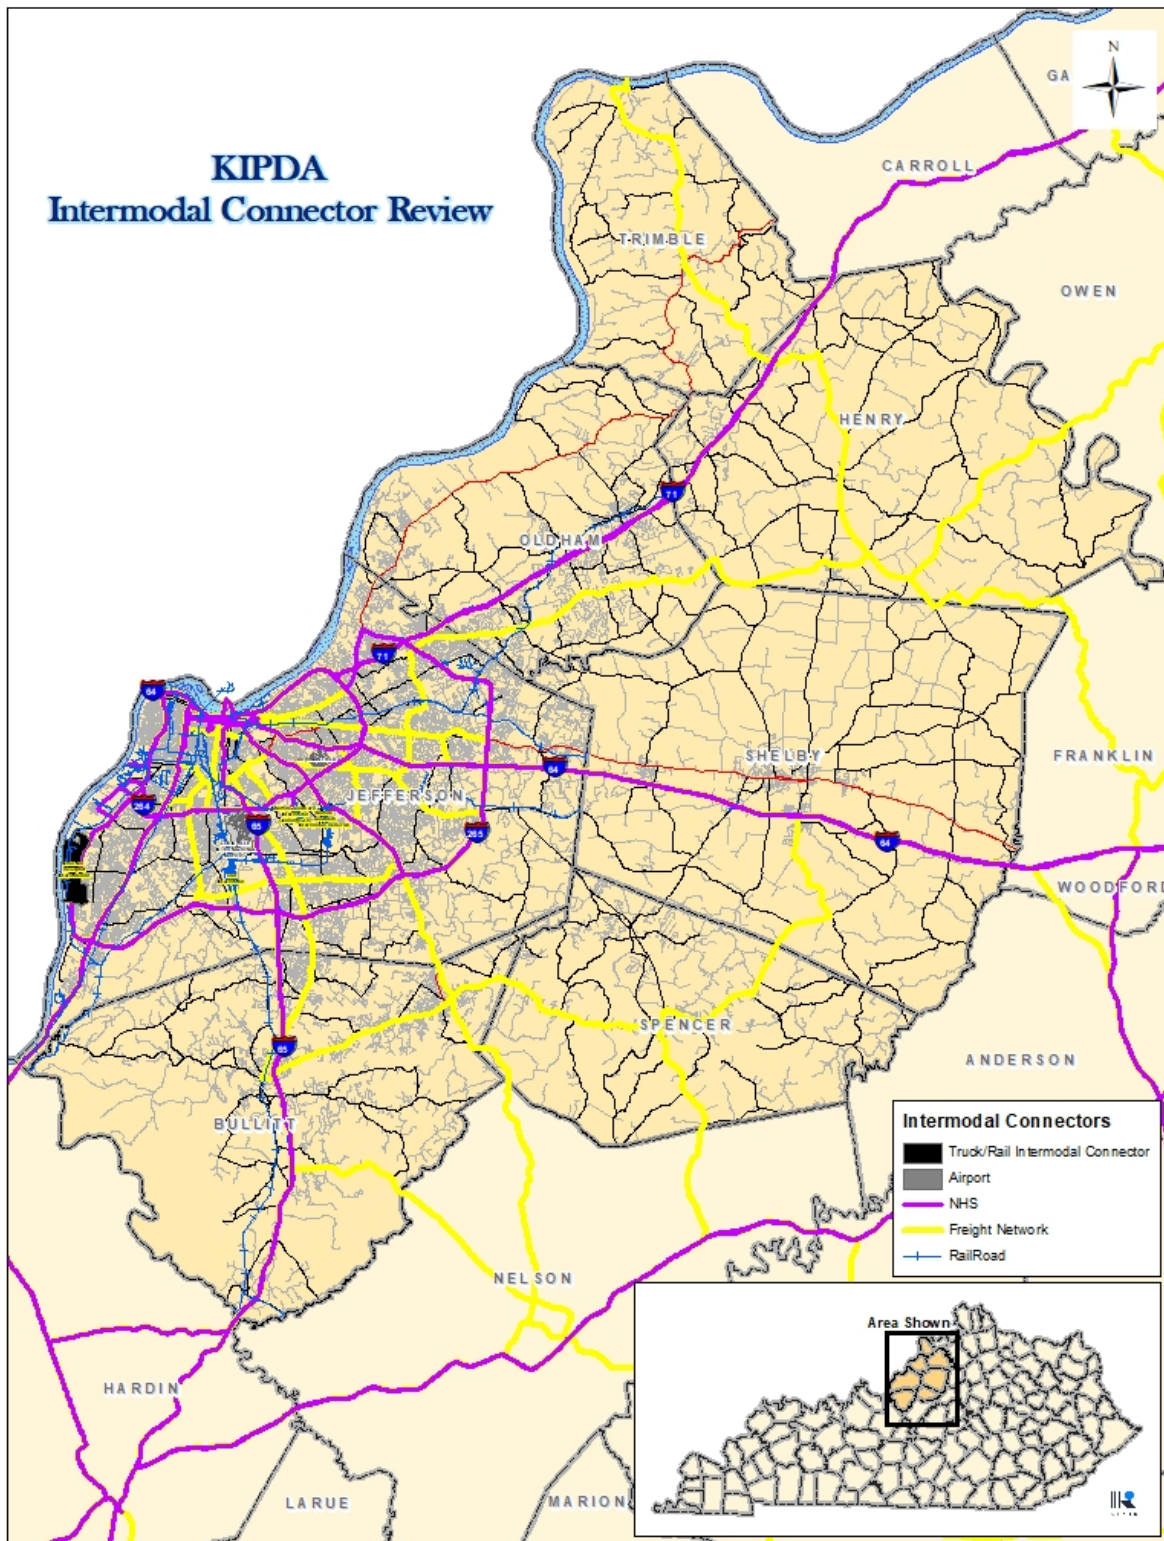 KIPDA
Intermodal Connector Review
N
GA
CARROLL
TRIMBLE
OWEN
HENRY
71
OLDHAM
71
64
SHELBY
FRANKLIN
64
JEFFERSON
264
65
265
64
WOODFORD
SPENCER
65
ANDERSON
BULLITT
Intermodal Connectors
Truck/Rail Intermodal Connector
Airport
NHS
Freight Network
RailRoad
NELSON
Area Shown
HARDIN
LARUE
MARION